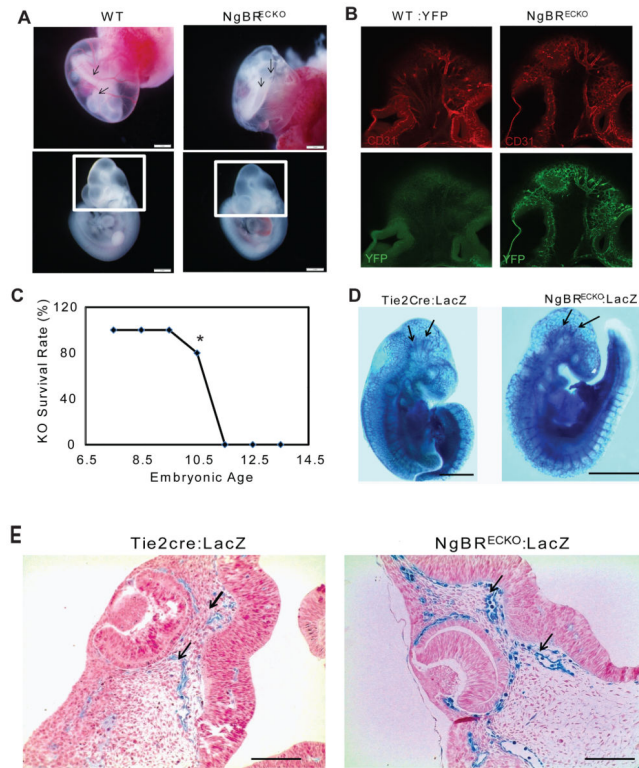 A
WT
NgBR ECKO
B
WT :YFP
NgBR ECKO
CD31
CD31
YFP
YFP
C
KO Survival Rate (%)
120
80
40
0
*
6.5 8.5 10.5 12.5 14.5
Embryonic Age
D
Tie2Cre:LacZ
NgBR ECKO:LacZ
E
Tie2cre:LacZ
NgBR ECKO:LacZ